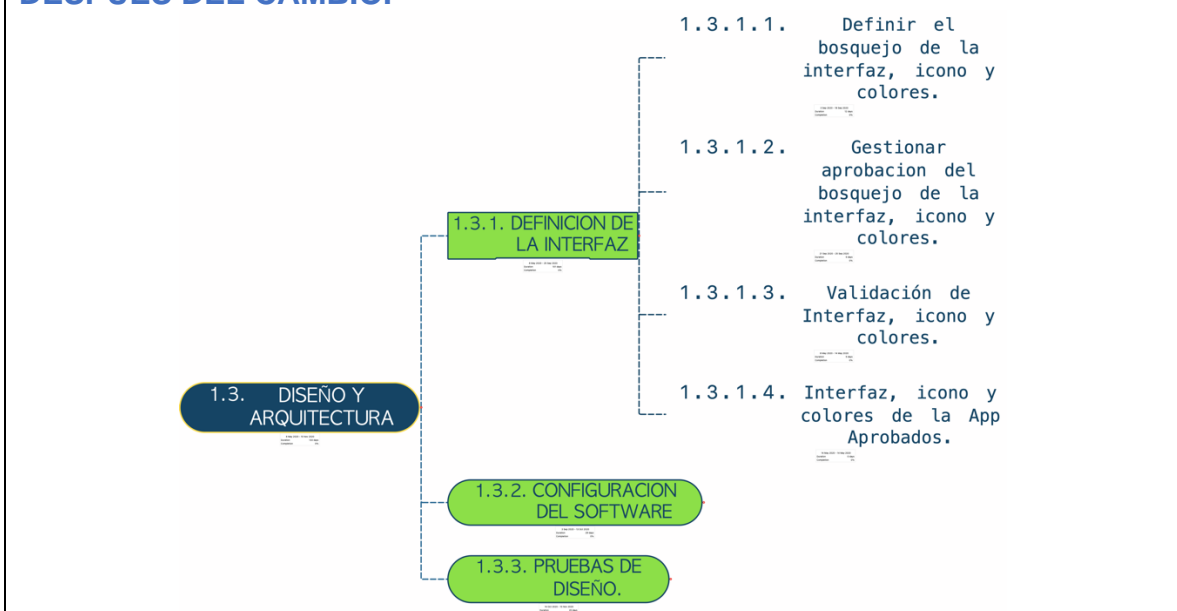 DESPUÉS DEL CAMBIO:
1.3.1.1. Definir el
bosquejo de la
interfaz, icono y
colores.
1.3.1.2. Gestionar
aprobacion del
bosquejo de la
interfaz, icono y
colores.
1.3.1. DEFINICION DE
LA INTERFAZ
1.3.1.3. Validación de
Interfaz, icono y
colores.
1.3. DISEÑO Y
ARQUITECTURA
1.3.1.4. Interfaz, icono y
colores de la App
Aprobados.
1.3.2. CONFIGURACION
DEL SOFTWARE
1.3.3. PRUEBAS DE
DISEÑO.